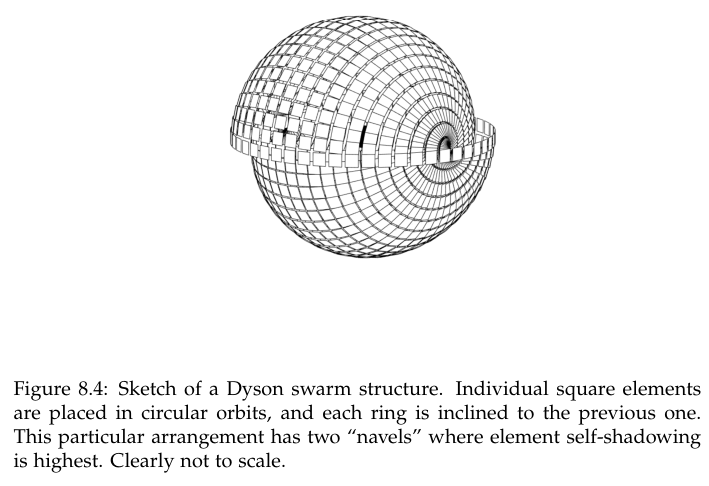 Figure 8.4: Sketch of a Dyson swarm structure. Individual square elements
are placed in circular orbits, and each ring is inclined to the previous one.
This particular arrangement has two “navels” where element self-shadowing
is highest. Clearly not to scale.